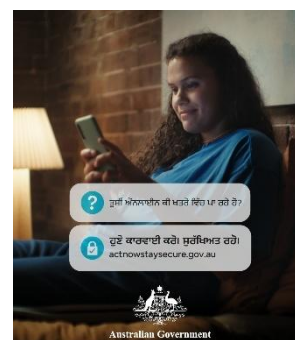 ਤੁਸੀਂ ਔਨਲਾਈਨ ਕੀ ਖਤਰੇ ਵਿੱਚ ਪਾ ਰਹੇ ਹੋ?
ਹੁਣੇ ਕਾਰਵਾਈ ਕਰੋ। ਸੁਰੱਖਿਅਤ ਰਹੋ।
actnowstaysecure.gov.au
Australian Government